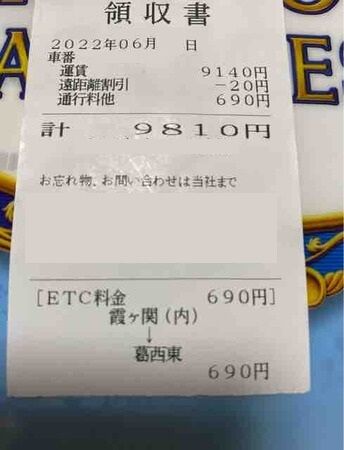 領収書
2022年06月　日
車番
運賃　9140円
遠距離割引　-20円
通行料他　690円
計　9810円
お忘れ物、お問い合わせは当社まで
[ETC料金　690円]
霞ヶ関(内)
↓
葛西東
690円